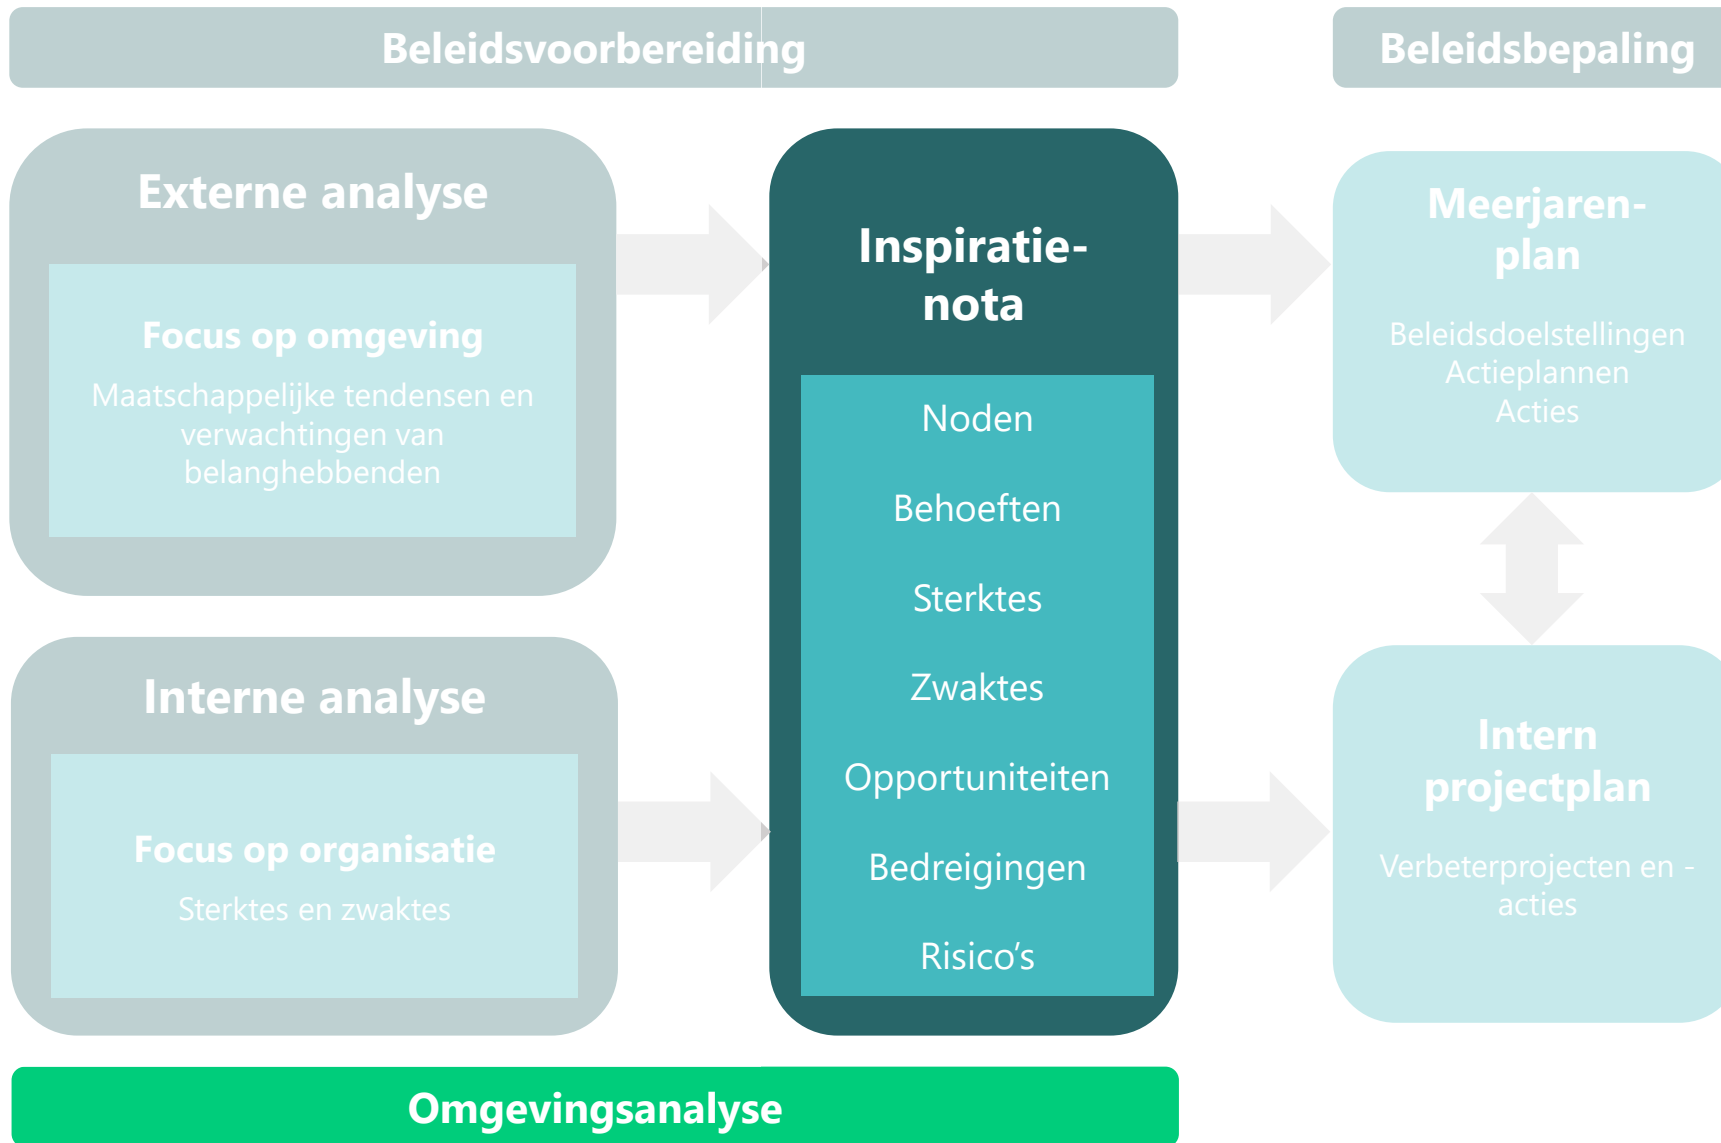 Beleidsvoorbereiding
Beleidsbepaling
Externe analyse
Focus op omgeving
Maatschappelijke tendensen en
verwachtingen van
belanghebbenden
Interne analyse
Focus op organisatie
Sterktes en zwaktes
Inspiratie-
nota
Noden
Behoeften
Sterktes
Zwaktes
Opportuniteiten
Bedreigingen
Risico’s
Meerjaren-
plan
Beleidsdoelstellingen
Actieplannen
Acties
Intern
projectplan
Verbeterprojecten en -
acties
Omgevingsanalyse